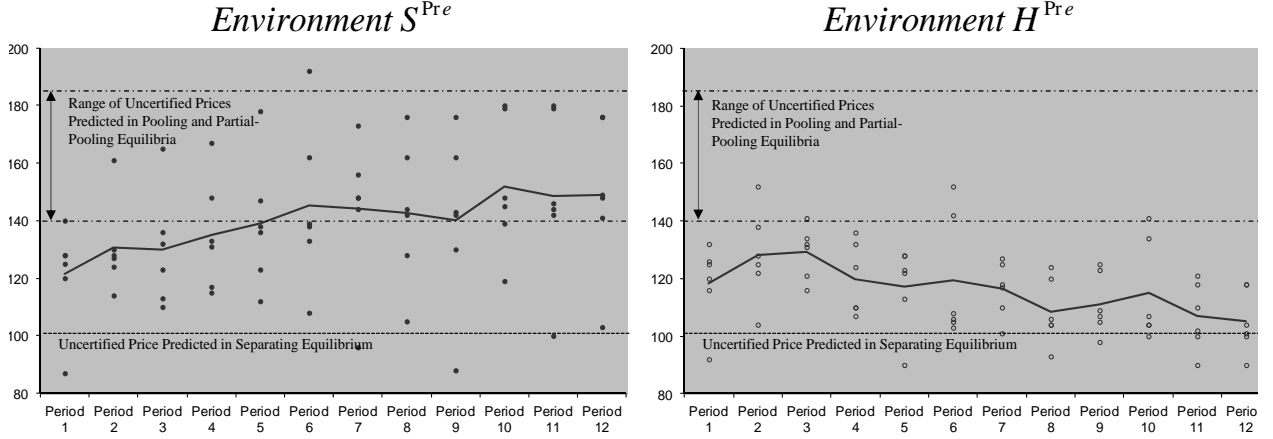 Environment S^Pre
Environment H^Pre
200
180
160
140
120
100
80
Range of Uncertified Prices
Predicted in Pooling and Partial-
Pooling Equilibria
Uncertified Price Predicted in Separating Equilibrium
Period Period Period Period Period Period Period Period Period Period Period Period
1 2 3 4 5 6 7 8 9 10 11 12
200
180
160
140
120
100
80
Range of Uncertified Prices
Predicted in Pooling and Partial-
Pooling Equilibria
Uncertified Price Predicted in Separating Equilibrium
Period Period Period Period Period Period Period Period Period Period Period Perio
1 2 3 4 5 6 7 8 9 10 11 12